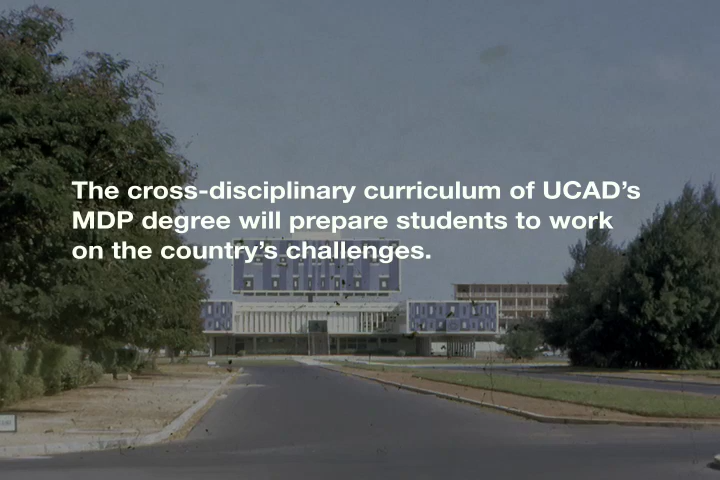 The cross-disciplinary curriculum of UCAD’s
MDP degree will prepare students to work
on the country’s challenges.